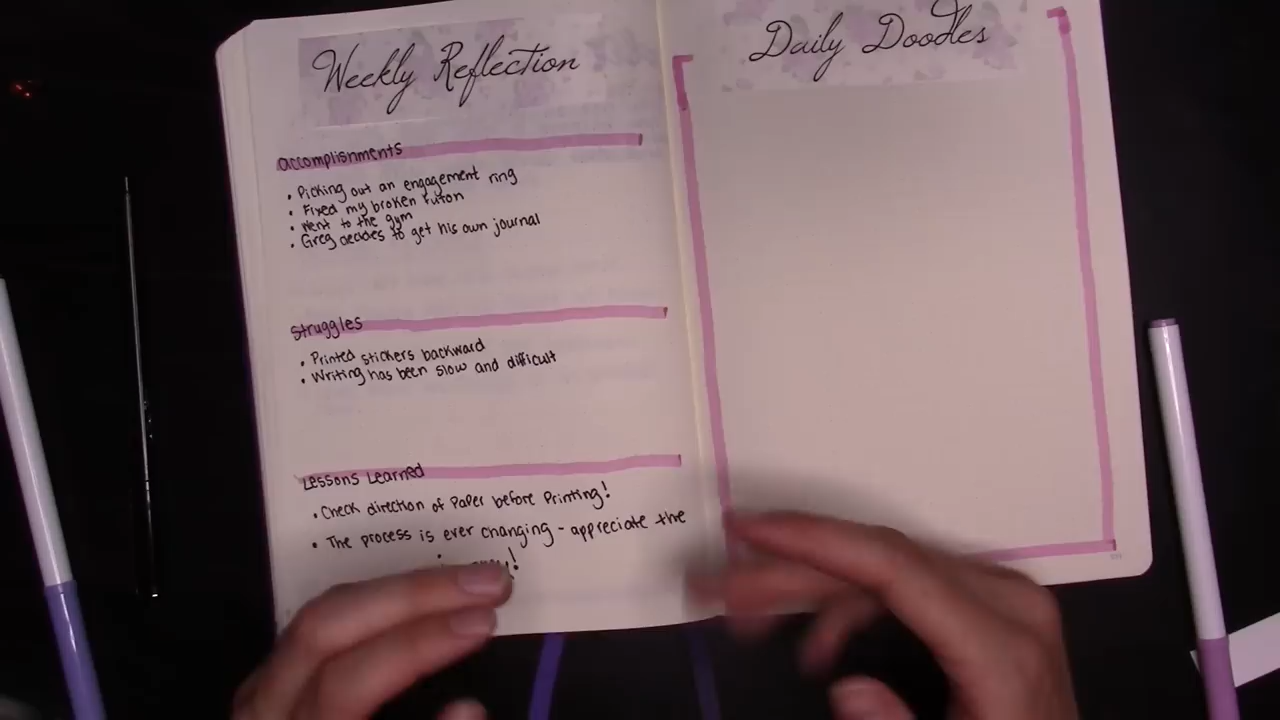 Weekly Reflection
accomplishments
• Picking out an engagement ring
• Fixed my broken futon
• Went to the gym
• Greg decides to get his own journal
struggles
• Printed stickers backward
• Writing has been slow and difficult
Lessons Learned
• Check direction of Paper before Printing!
• The process is ever changing - appreciate the
Daily Doodles